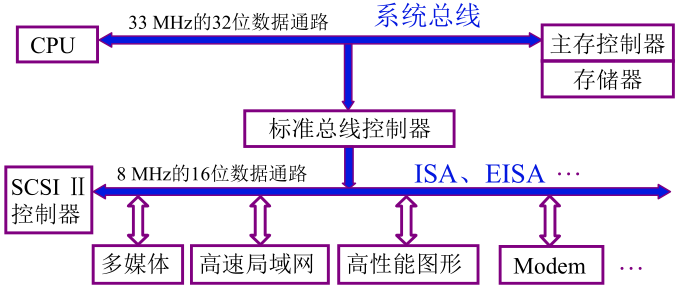 33 MHz的32位数据通路 系统总线
CPU
主存控制器
存储器
标准总线控制器
8 MHz的16位数据通路 ISA、EISA …
SCSI Ⅱ
控制器
多媒体 高速局域网 高性能图形 Modem …